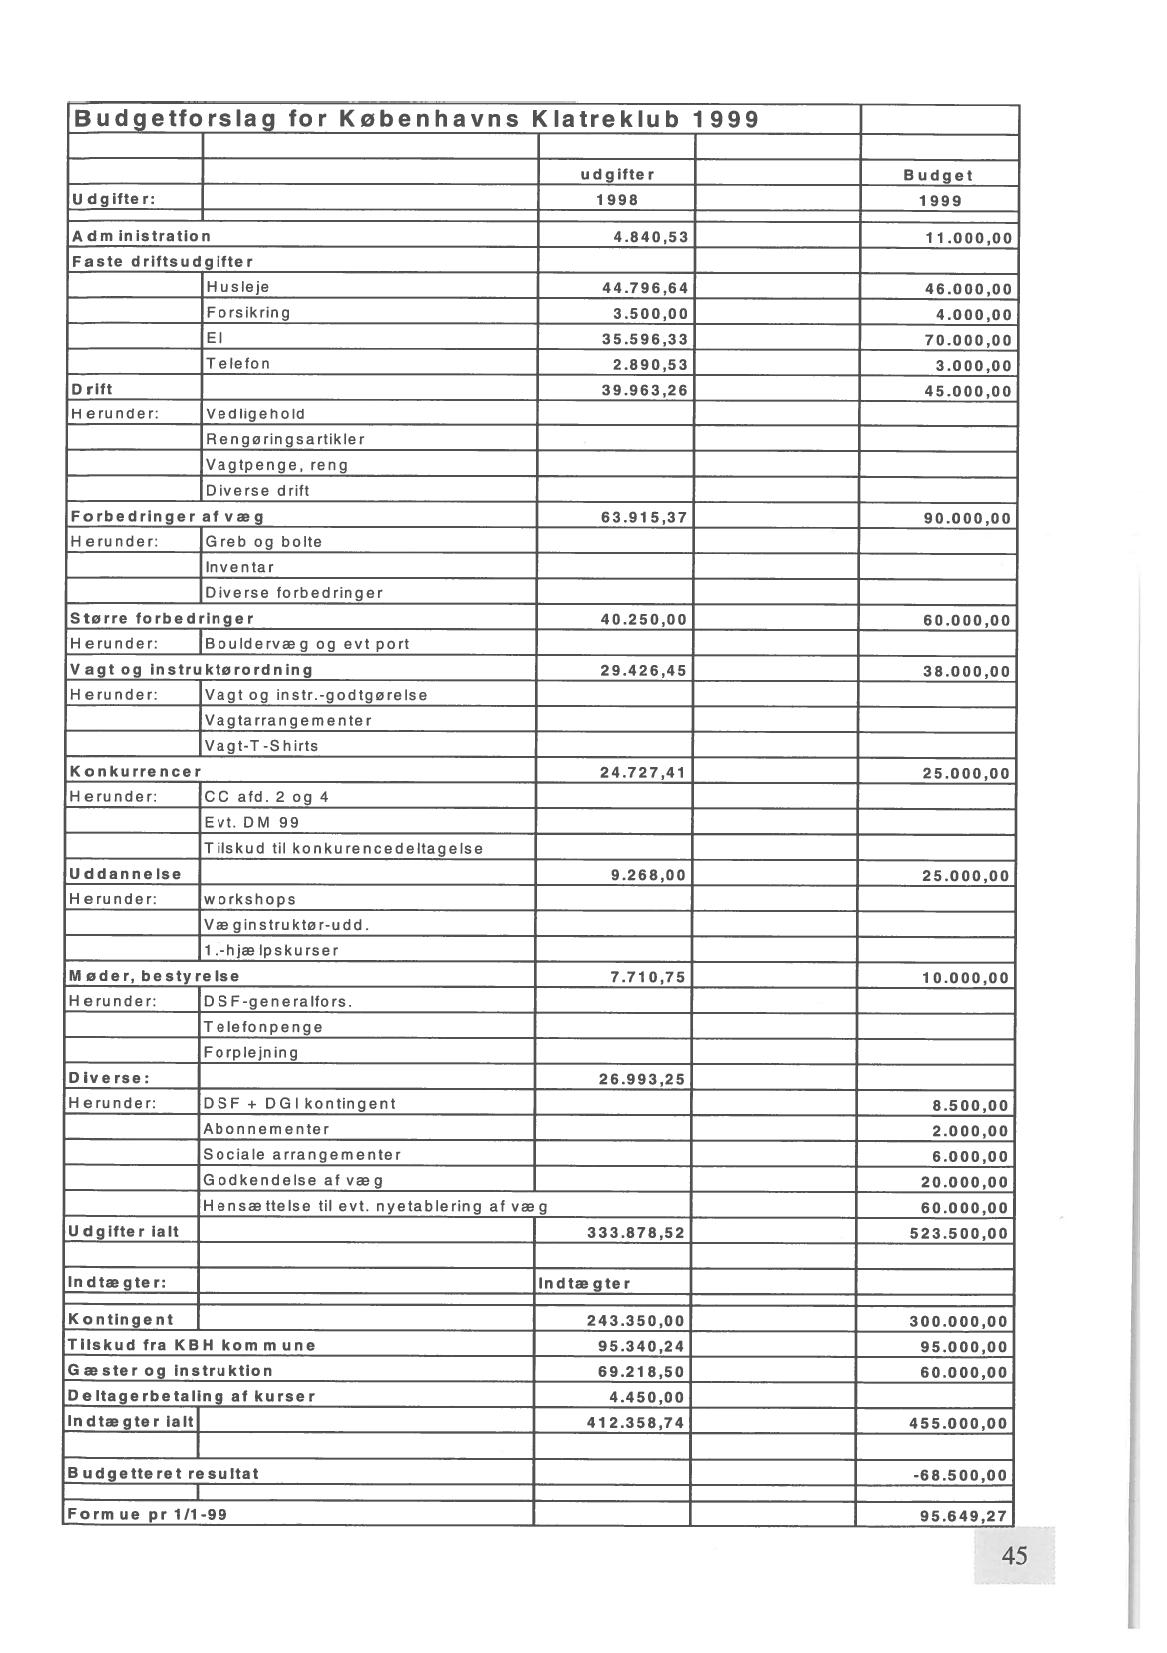 Budgetforslag for Københavns Klatreklub 1999
udgifter Budget
Udgifter: 1998 1999
Administration 4.840,53 11.000,00
Faste driftsudgifter
Husleje 44.796,64 46.000,00
Forsikring 3.500,00 4.000,00
El 35.596,33 70.000,00
Telefon 2.890,53 3.000,00
Drift 39.963,26 45.000,00
Herunder: Vedligehold
Rengøringsartikler
Vagtpenge, reng
Diverse drift
Forbedringer af væg 63.915,37 90.000,00
Herunder: Greb og bolte
Inventar
Diverse forbedringer
Større forbedringer 40.250,00 60.000,00
Herunder: Bouldervæg og evt port
Vagt og instruktørordning 29.426,45 38.000,00
Herunder: Vagt og instr.-godtgørelse
Vagtarrangementer
Vagt-T-Shirts
Konkurrencer 24.727,41 25.000,00
Herunder: CC afd. 2 og 4
Evt. DM 99
Tilskud til konkurencedeltagelse
Uddannelse 9.268,00 25.000,00
Herunder: workshops
Væginstruktør-udd.
1.-hjælpskurser
Møder, bestyrelse 7.710,75 10.000,00
Herunder: DSF-generalfors.
Telefonpenge
Forplejning
Diverse: 26.993,25
Herunder: DSF + DGI kontingent 8.500,00
Abonnementer 2.000,00
Sociale arrangementer 6.000,00
Godkendelse af væg 20.000,00
Hensættelse til evt. nyetablering af væg 60.000,00
Udgifter ialt 333.878,52 523.500,00
Indtægter: Indtægter
Kontingent 243.350,00 300.000,00
Tilskud fra KBH kommune 95.340,24 95.000,00
Gæster og instruktion 69.218,50 60.000,00
Deltagerbetaling af kurser 4.450,00
Indtægter ialt 412.358,74 455.000,00
Budgetteret resultat -68.500,00
Formue pr 1/1-99 95.649,27
45